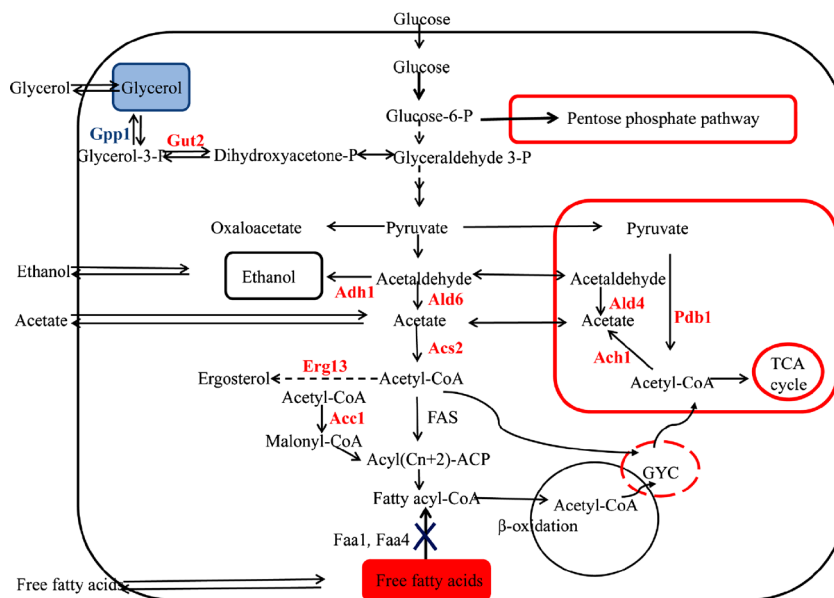 Glucose
Glucose
Glycerol
Glycerol
Glucose-6-P
Pentose phosphate pathway
Gpp1
Gut2
Glycerol-3-P
Dihydroxyacetone-P
Glyceraldehyde 3-P
Oxaloacetate
Pyruvate
Pyruvate
Ethanol
Ethanol
Acetaldehyde
Acetaldehyde
Adh1
Ald6
Ald4
Pdb1
Acetate
Acetate
Acetate
Acs2
Ach1
Erg13
TCA
cycle
Ergosterol
Acetyl-CoA
Acetyl-CoA
Acetyl-CoA
Acc1
FAS
Malonyl-CoA
Acyl(Cn+2)-ACP
GYC
Fatty acyl-CoA
Acetyl-CoA
β-oxidation
Faa1, Faa4
Free fatty acids
Free fatty acids